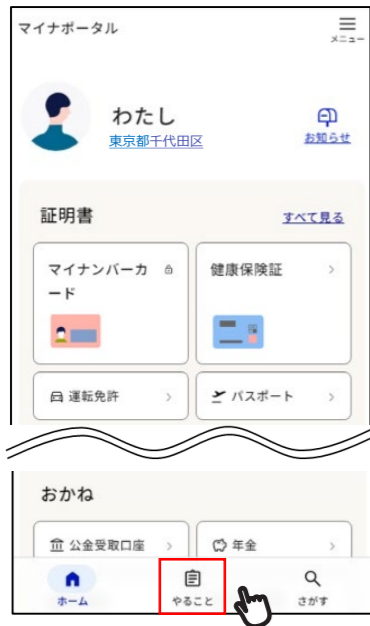 マイナポータル
メニュー
わたし
東京都千代田区
お知らせ
証明書
すべて見る
マイナンバーカ
ード
健康保険証
運転免許
パスポート
おかね
公金受取口座
年金
ホーム
やること
さがす